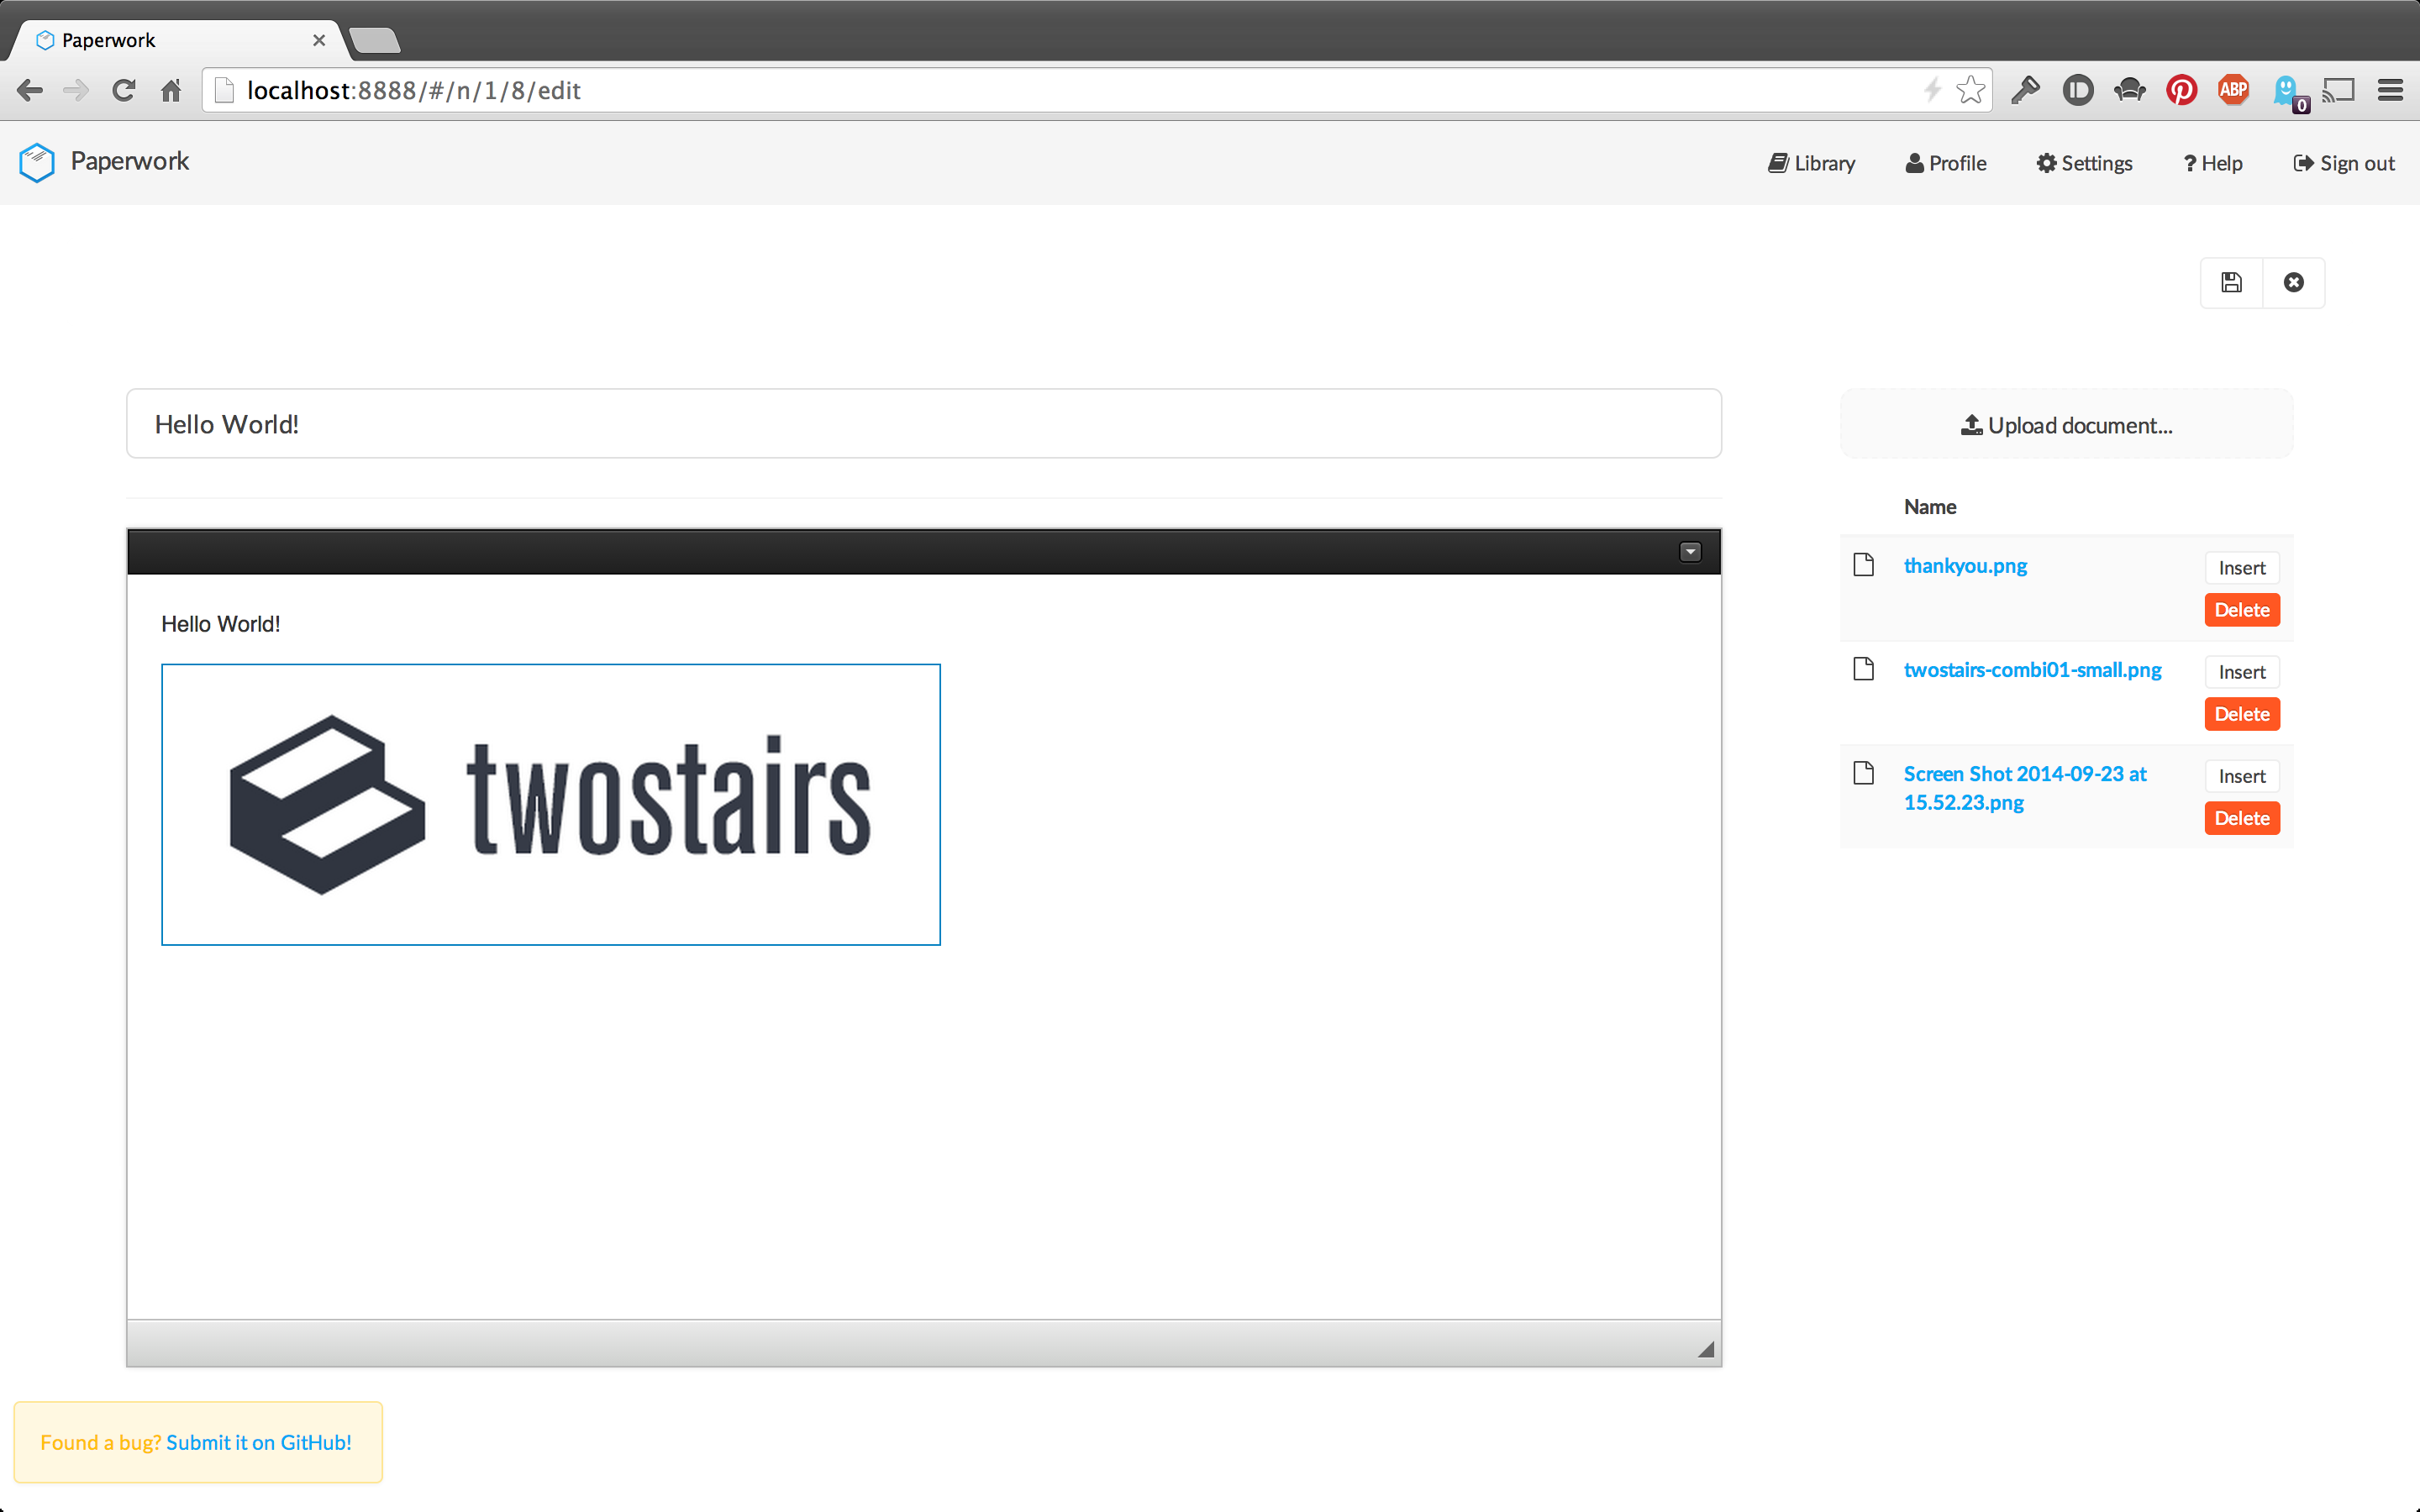 Paperwork
localhost:8888/#/n/1/8/edit
ABP
0
Paperwork
Library
Profile
Settings
? Help
Sign out
Hello World!
Upload document...
Name
thankyou.png
Insert
Delete
twostairs-combi01-small.png
Insert
Delete
Screen Shot 2014-09-23 at
15.52.23.png
Insert
Delete
Hello World!
twostairs
Found a bug? Submit it on GitHub!